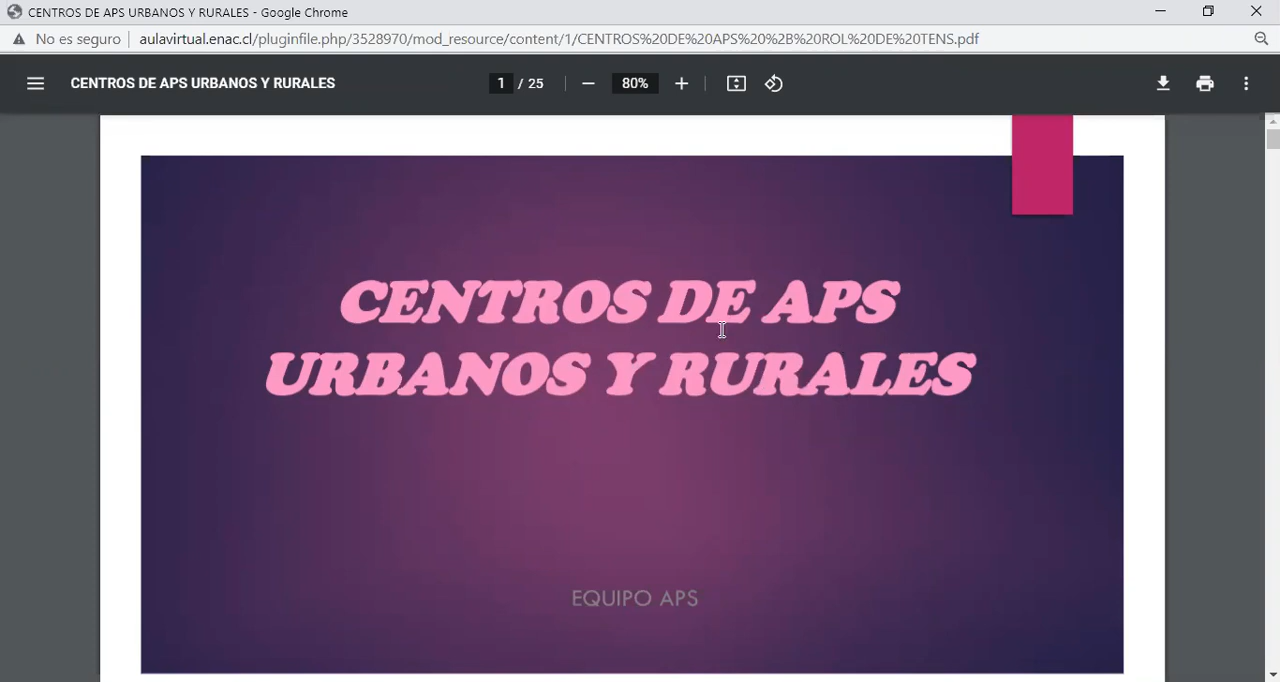 CENTROS DE APS URBANOS Y RURALES - Google Chrome
No es seguro | aulavirtual.enac.cl/pluginfile.php/3528970/mod_resource/content/1/CENTROS%20DE%20APS%20%2B%20ROL%20DE%20TENS.pdf
CENTROS DE APS URBANOS Y RURALES 1 / 25 80%
CENTROS DE APS
URBANOS Y RURALES
EQUIPO APS